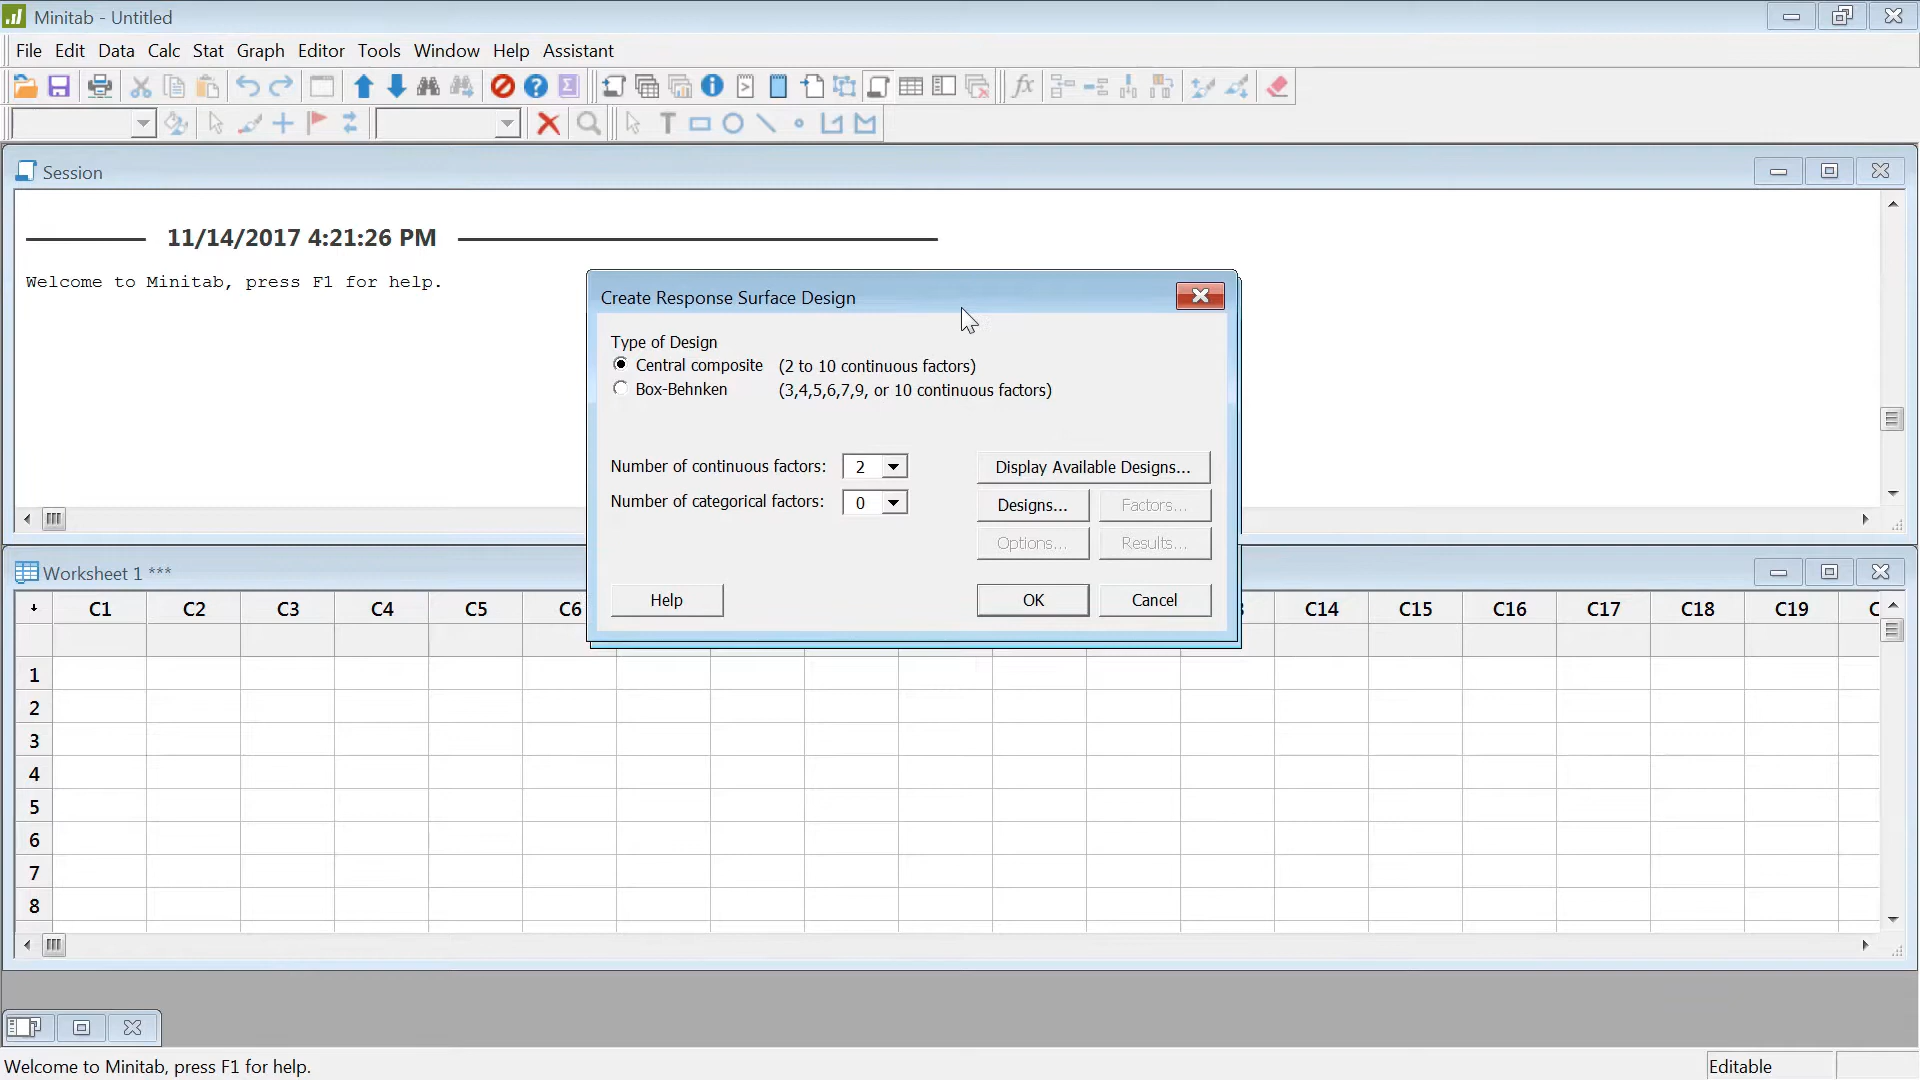 Minitab - Untitled
File Edit Data Calc Stat Graph Editor Tools Window Help Assistant
Session
11/14/2017 4:21:26 PM
Welcome to Minitab, press F1 for help.
Create Response Surface Design
Type of Design
Central composite (2 to 10 continuous factors)
Box-Behnken (3,4,5,6,7,9, or 10 continuous factors)
Number of continuous factors: 2 Display Available Designs...
Number of categorical factors: 0 Designs... Factors...
Options... Results...
Help OK Cancel
Worksheet 1 ***
C1 C2 C3 C4 C5 C6 3 C14 C15 C16 C17 C18 C19 C
1
2
3
4
5
6
7
8
Welcome to Minitab, press F1 for help. Editable